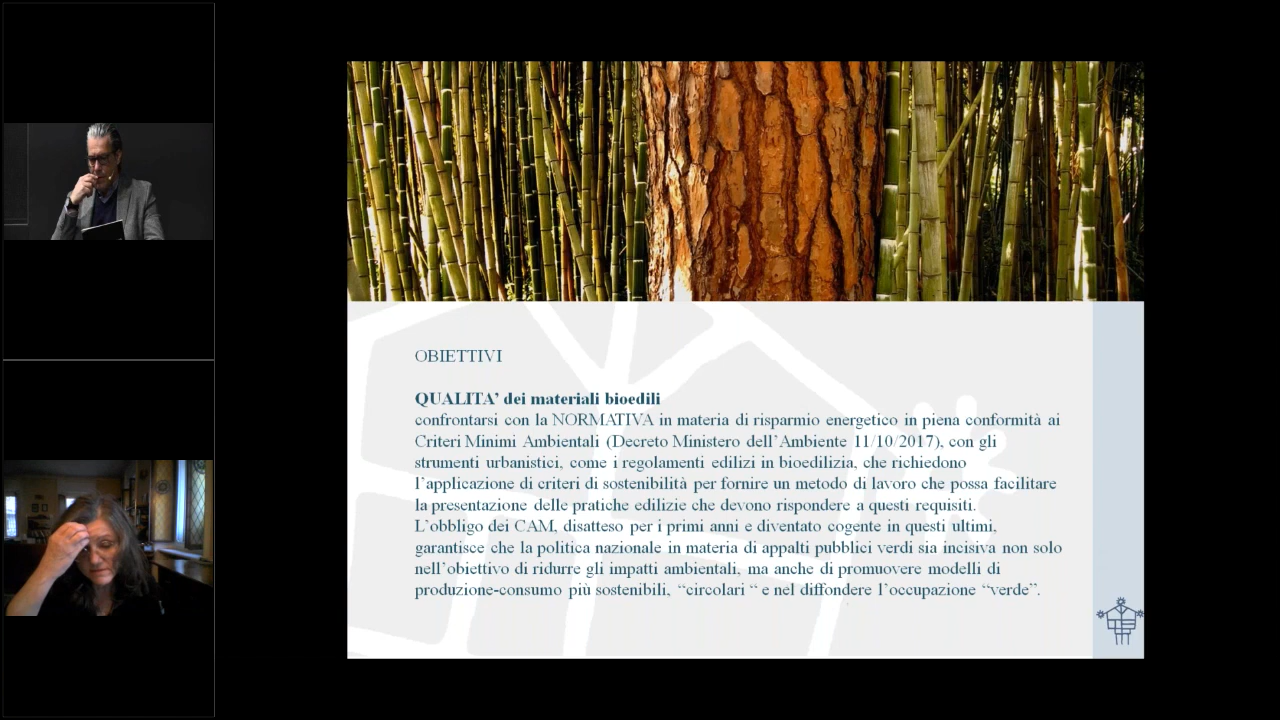 OBIETTIVI
QUALITA’ dei materiali bioedili
confrontarsi con la NORMATIVA in materia di risparmio energetico in piena conformità ai
Criteri Minimi Ambientali (Decreto Ministero dell’Ambiente 11/10/2017), con gli
strumenti urbanistici, come i regolamenti edilizi in bioedilizia, che richiedono
l’applicazione di criteri di sostenibilità per fornire un metodo di lavoro che possa facilitare
la presentazione delle pratiche edilizie che devono rispondere a questi requisiti.
L’obbligo dei CAM, disatteso per i primi anni e diventato cogente in questi ultimi,
garantisce che la politica nazionale in materia di appalti pubblici verdi sia incisiva non solo
nell’obiettivo di ridurre gli impatti ambientali, ma anche di promuovere modelli di
produzione-consumo più sostenibili, “circolari “ e nel diffondere l’occupazione “verde”.